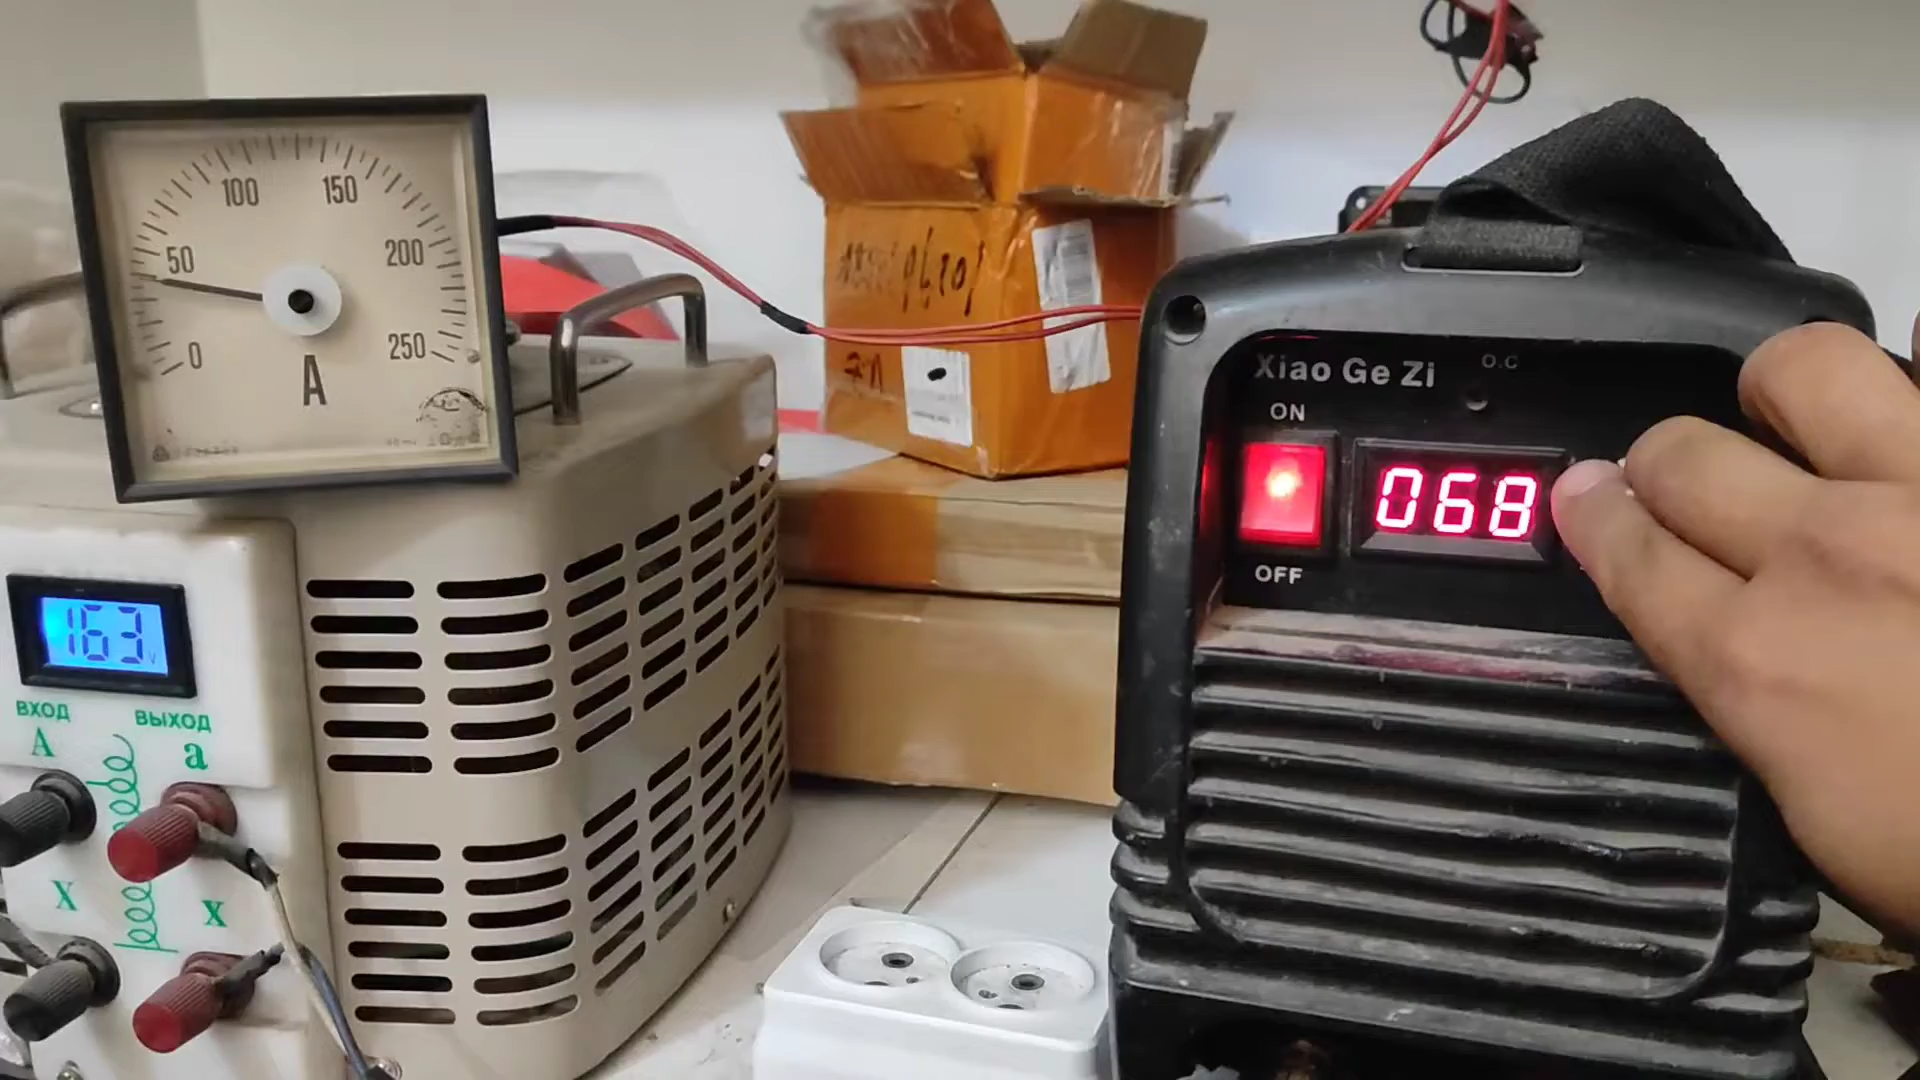 100
150
50
200
0
250
A
Xiao Ge Zi
O.C
ON
068
OFF
163
V
ВХОД
ВЫХОД
A
a
X
x